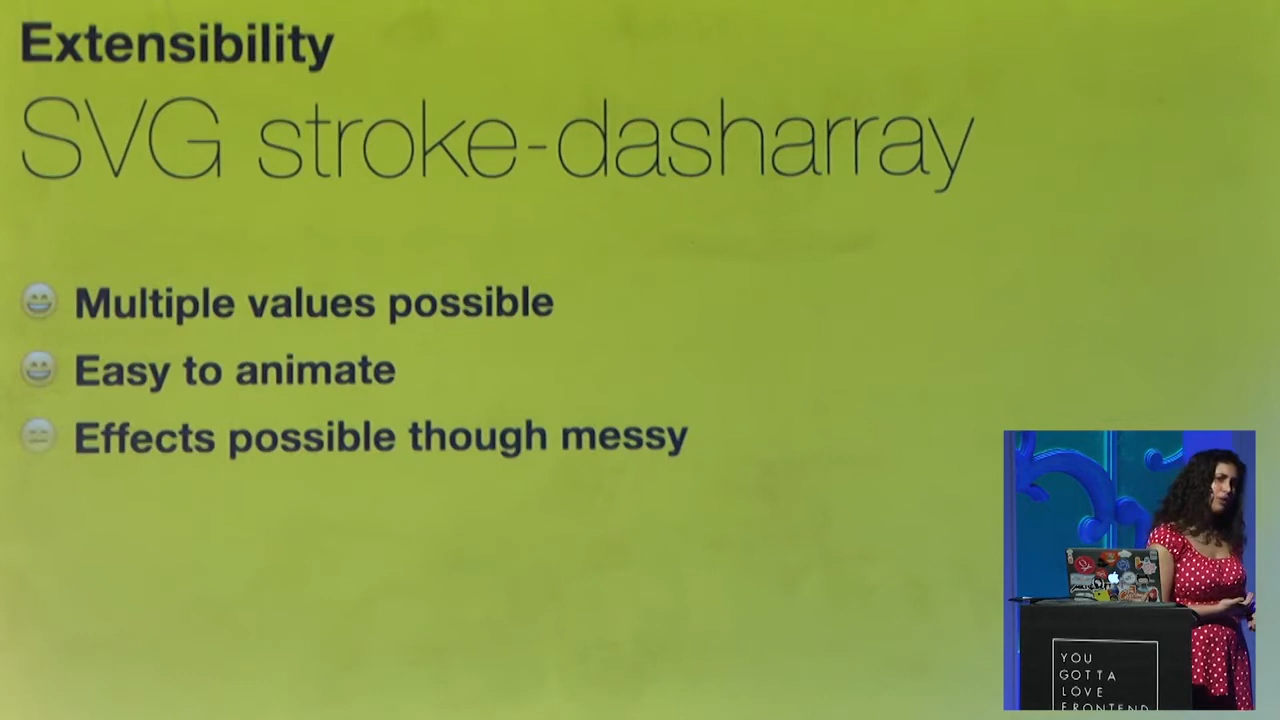 Extensibility
SVG stroke-dasharray
😄 Multiple values possible
😄 Easy to animate
😑 Effects possible though messy
YOU
GOTTA
LOVE
FRONTEND